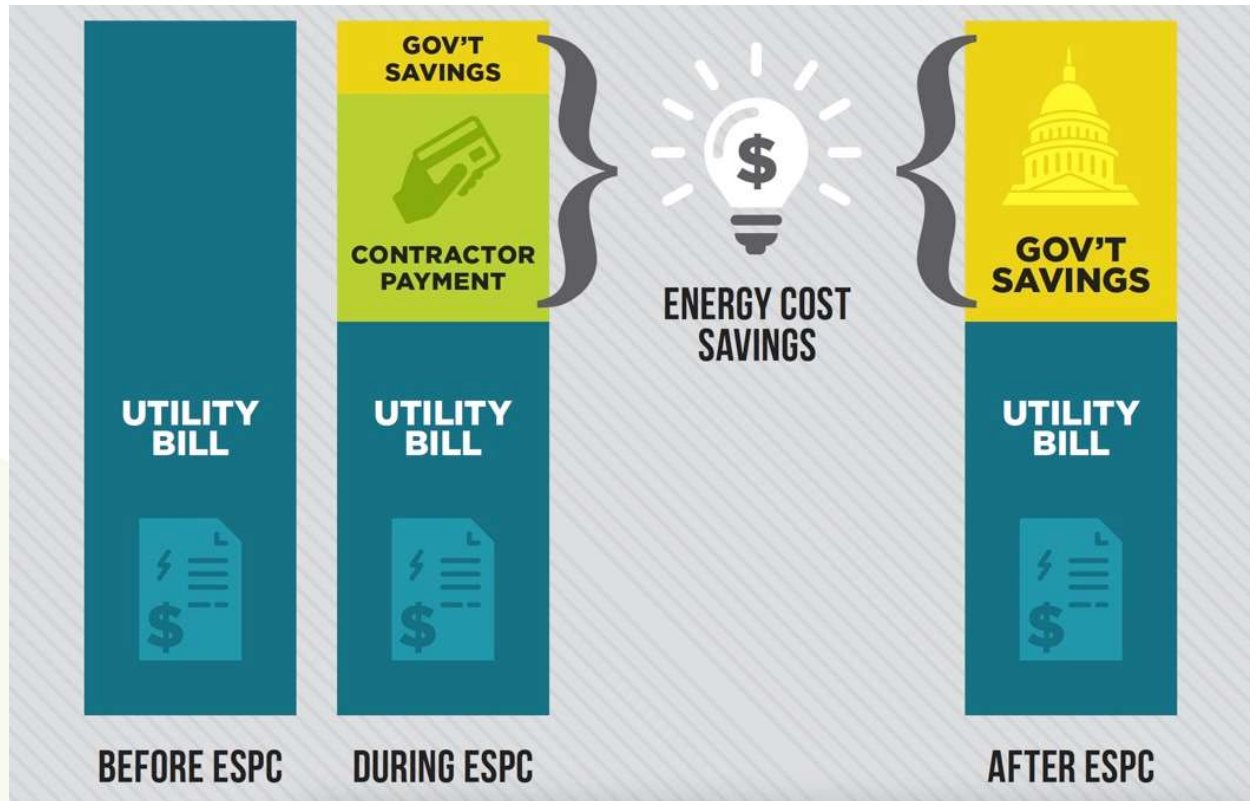 GOV'T
SAVINGS
CONTRACTOR
PAYMENT
UTILITY
BILL
$
UTILITY
BILL
$
$
ENERGY COST
SAVINGS
GOV'T
SAVINGS
UTILITY
BILL
$
BEFORE ESPC
DURING ESPC
AFTER ESPC